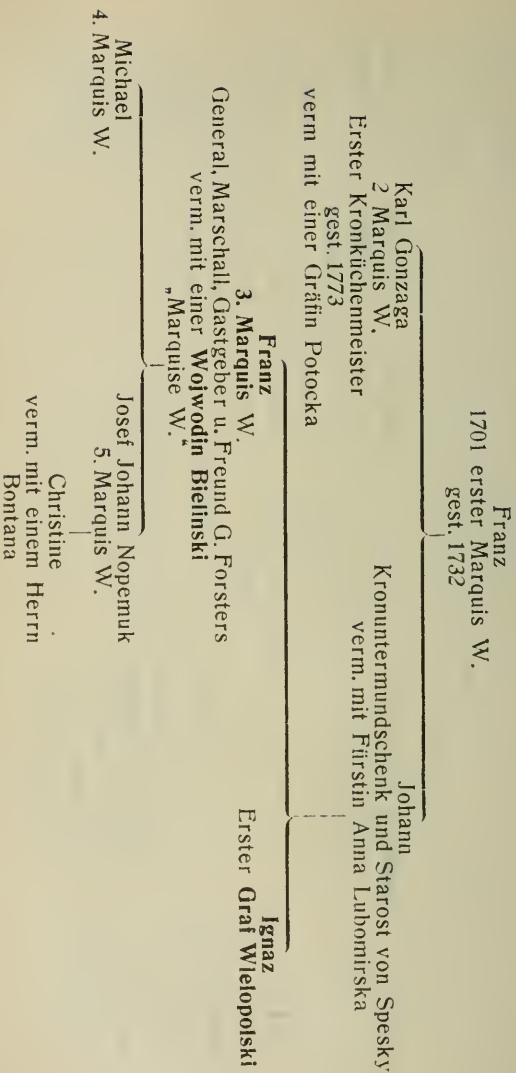 Franz
1701 erster Marquis W.
gest. 1732
Karl Gonzaga
2 Marquis W.
Erster Kronküchenmeister
gest. 1773
verm mit einer Gräfin Potocka
Johann
Kronuntermundschenk und Starost von Spesky
verm. mit Fürstin Anna Lubomirska
Franz
3. Marquis W.
General, Marschall, Gastgeber u. Freund G. Forsters
verm. mit einer Wojwodin Bielinski
„Marquise W.“
Ignaz
Erster Graf Wielopolski
Michael
4. Marquis W.
Josef Johann Nopemuk
5. Marquis W.
Christine
verm. mit einem Herrn
Bontana